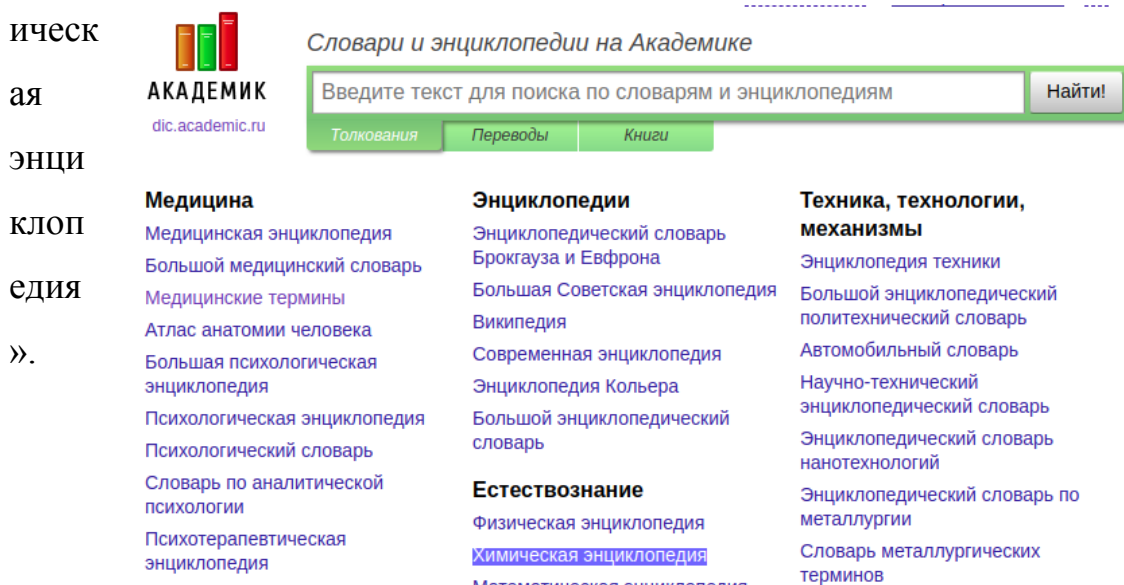 ическ
ая
энци
клоп
едия
».
АКАДЕМИК
dic.academic.ru
Словари и энциклопедии на Академике
Введите текст для поиска по словарям и энциклопедиям
Найти!
Толкования
Переводы
Книги
Медицина
Медицинская энциклопедия
Большой медицинский словарь
Медицинские термины
Атлас анатомии человека
Большая психологическая
энциклопедия
Психологическая энциклопедия
Психологический словарь
Словарь по аналитической
психологии
Психотерапевтическая
энциклопедия
Энциклопедии
Энциклопедический словарь
Брокгауза и Евфрона
Большая Советская энциклопедия
Википедия
Современная энциклопедия
Энциклопедия Кольера
Большой энциклопедический
словарь
Естествознание
Физическая энциклопедия
Химическая энциклопедия
Математическая энциклопедия
Техника, технологии,
механизмы
Энциклопедия техники
Большой энциклопедический
политехнический словарь
Автомобильный словарь
Научно-технический
энциклопедический словарь
Энциклопедический словарь
нанотехнологий
Энциклопедический словарь по
металлургии
Словарь металлургических
терминов